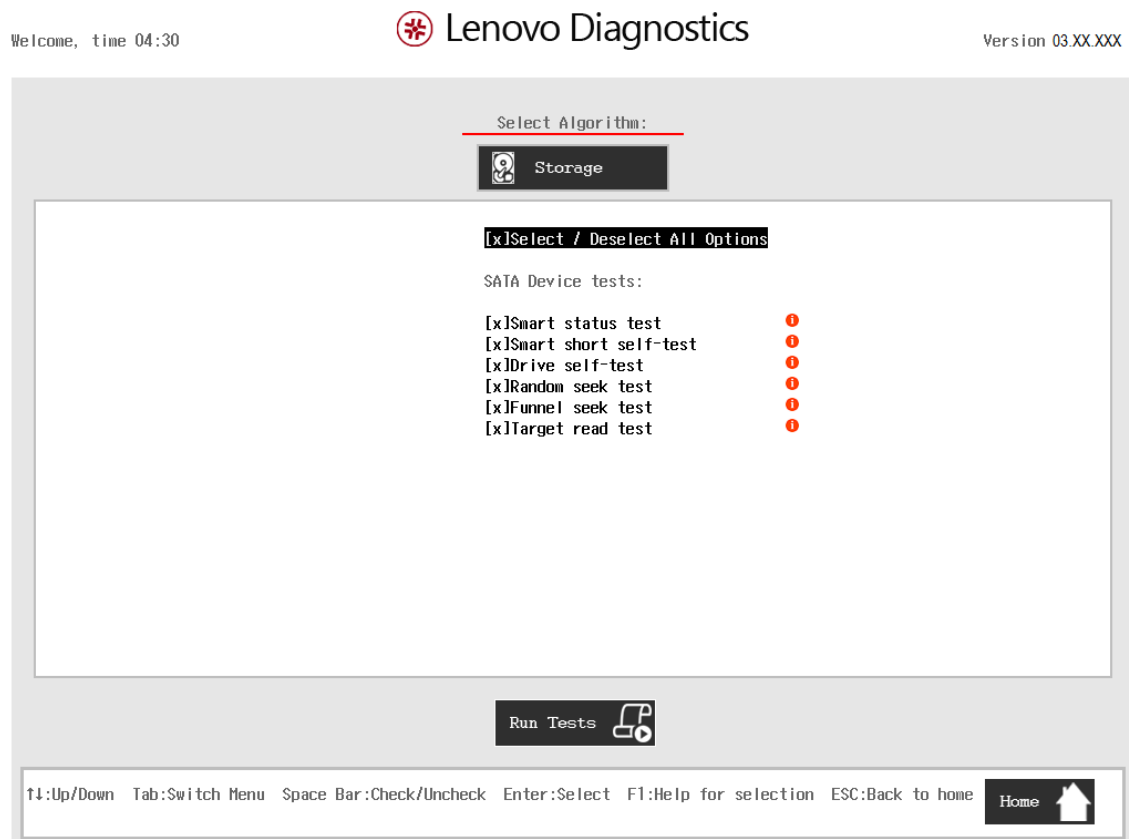 Welcome, time 04:30
Lenovo Diagnostics
Version 03.XX.XXX
Select Algorithm:
Storage
[x]Select / Deselect All Options
SATA Device tests:
[x]Smart status test
[x]Smart short self-test
[x]Drive self-test
[x]Random seek test
[x]Funnel seek test
[x]Target read test
Run Tests
↑↓:Up/Down Tab:Switch Menu Space Bar:Check/Uncheck Enter:Select F1:Help for selection ESC:Back to home Home